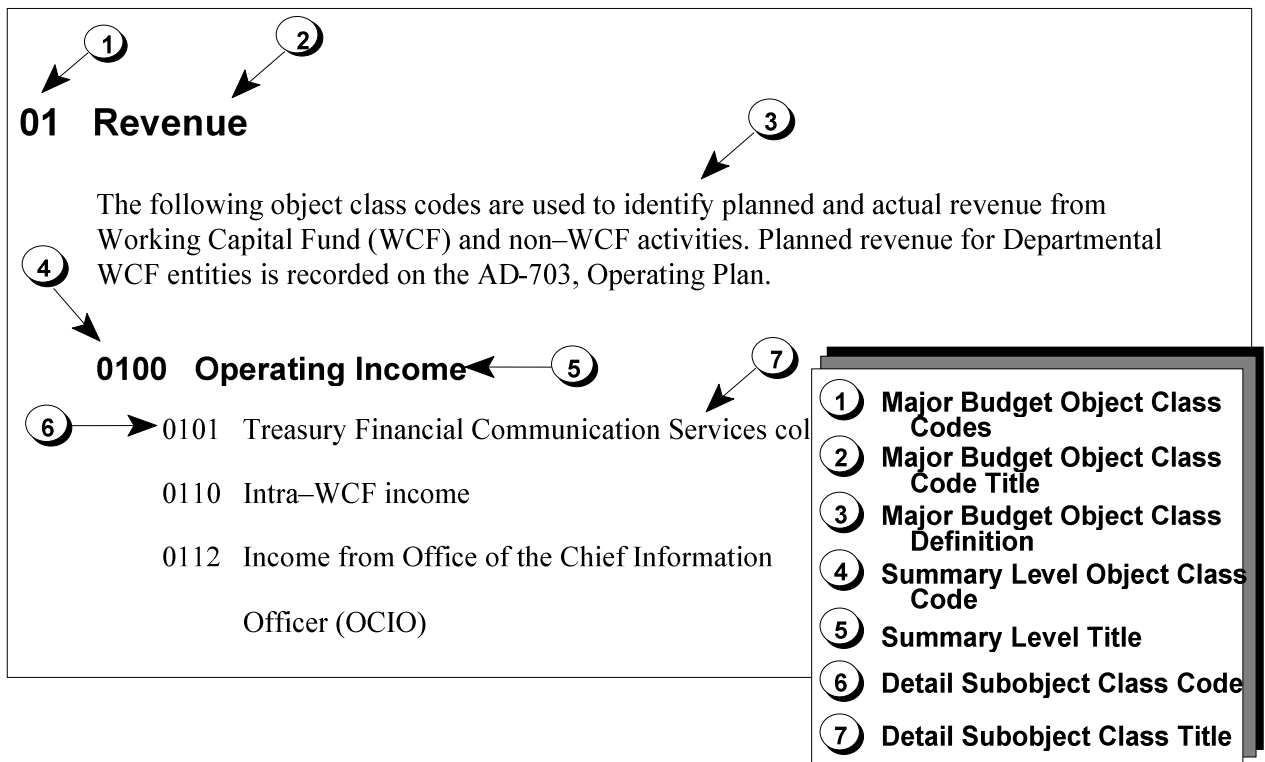 1
2
01 Revenue
3
The following object class codes are used to identify planned and actual revenue from
Working Capital Fund (WCF) and non–WCF activities. Planned revenue for Departmental
4
WCF entities is recorded on the AD-703, Operating Plan.
0100 Operating Income
5
7
6
0101 Treasury Financial Communication Services col
0110 Intra–WCF income
0112 Income from Office of the Chief Information
Officer (OCIO)
1 Major Budget Object Class
Codes
2 Major Budget Object Class
Code Title
3 Major Budget Object Class
Definition
4 Summary Level Object Class
Code
5 Summary Level Title
6 Detail Subobject Class Code
7 Detail Subobject Class Title